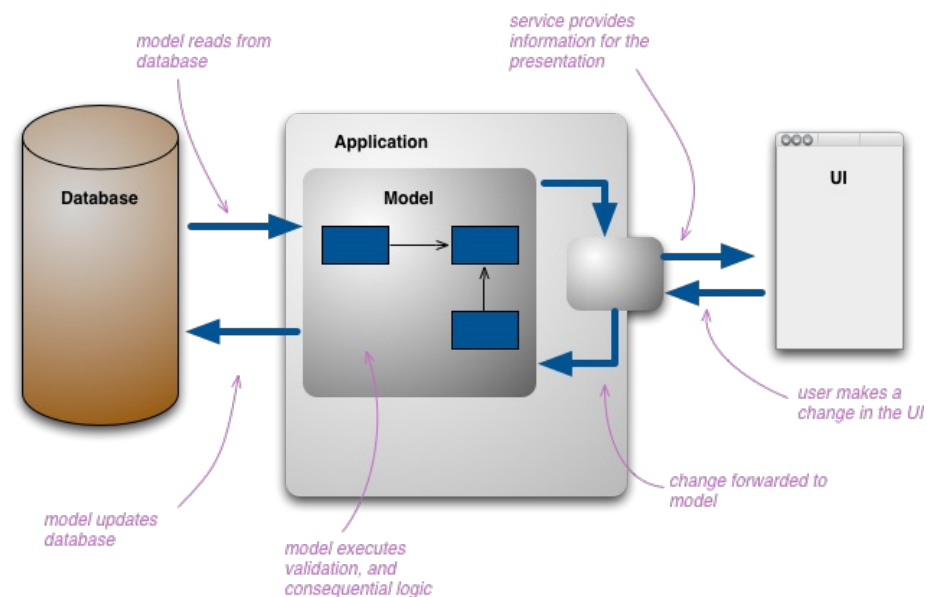 model reads from
database
service provides
information for the
presentation
Application
Database
Model
UI
user makes a
change in the UI
change forwarded to
model
model updates
database
model executes
validation, and
consequential logic